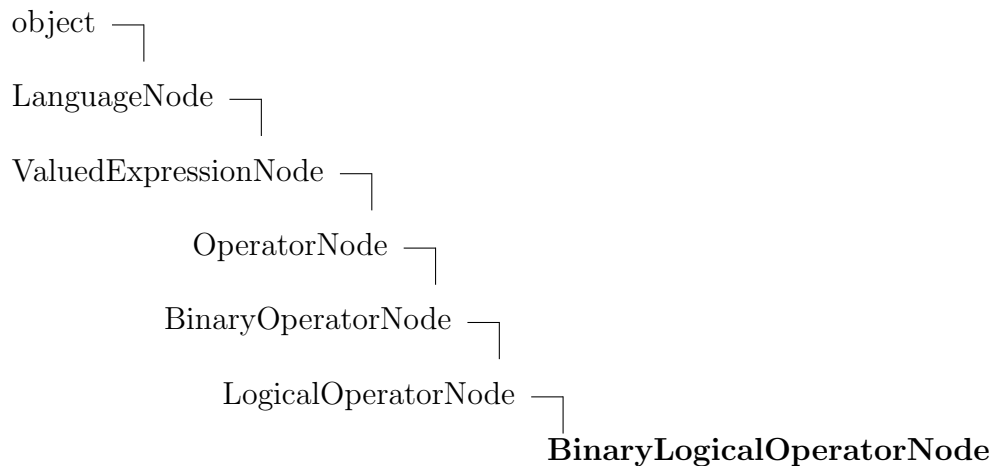 object
LanguageNode
ValuedExpressionNode
OperatorNode
BinaryOperatorNode
LogicalOperatorNode
BinaryLogicalOperatorNode